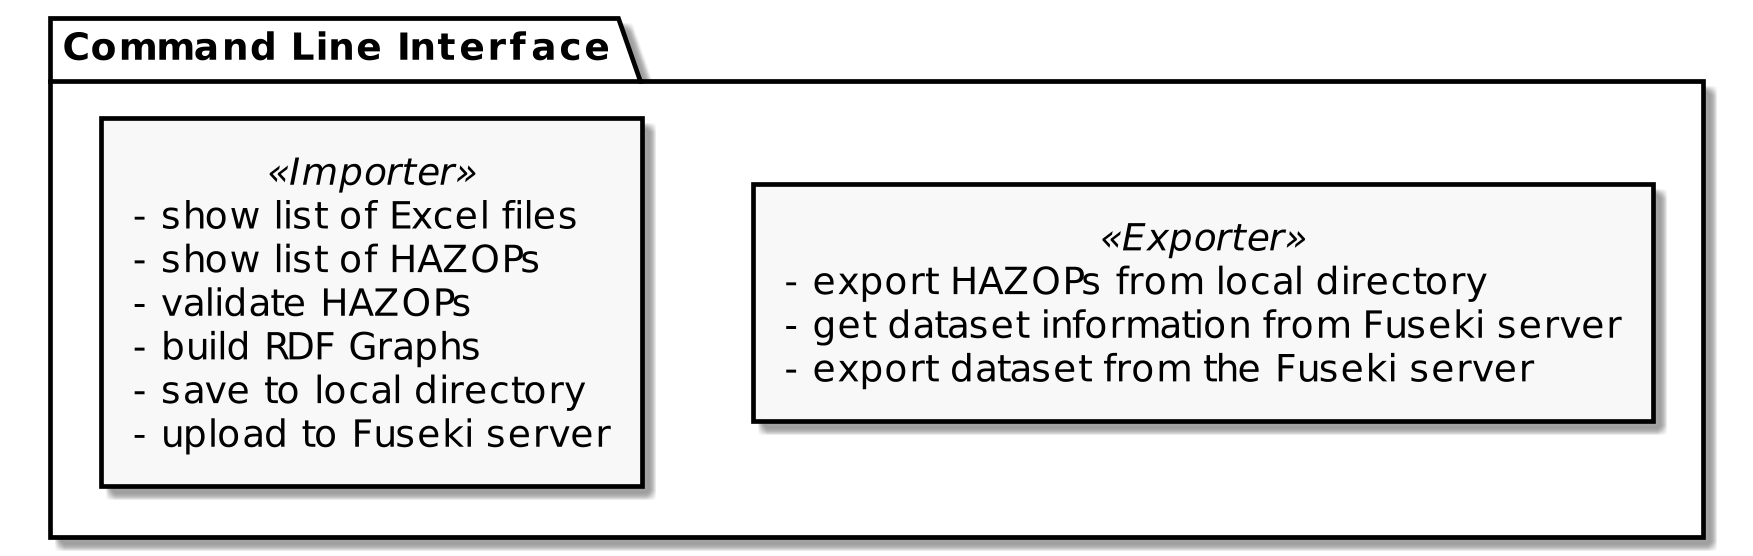 Command Line Interface
«Importer»
- show list of Excel files
- show list of HAZOPs
- validate HAZOPs
- build RDF Graphs
- save to local directory
- upload to Fuseki server
«Exporter»
- export HAZOPs from local directory
- get dataset information from Fuseki server
- export dataset from the Fuseki server